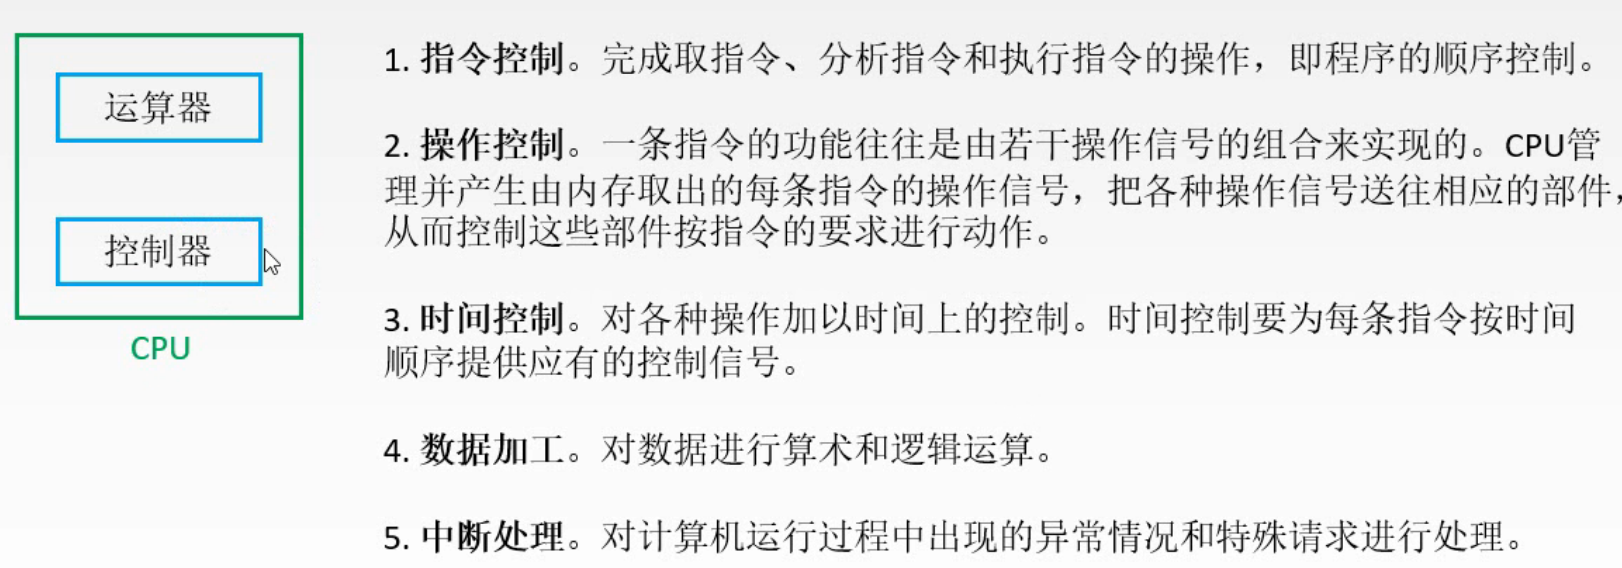 运算器
控制器
CPU
1. 指令控制。完成取指令、分析指令和执行指令的操作，即程序的顺序控制。
2. 操作控制。一条指令的功能往往是由若干操作信号的组合来实现的。CPU管
理并产生由内存取出的每条指令的操作信号，把各种操作信号送往相应的部件，
从而控制这些部件按指令的要求进行动作。
3. 时间控制。对各种操作加以时间上的控制。时间控制要为每条指令按时间
顺序提供应有的控制信号。
4. 数据加工。对数据进行算术和逻辑运算。
5. 中断处理。对计算机运行过程中出现的异常情况和特殊请求进行处理。